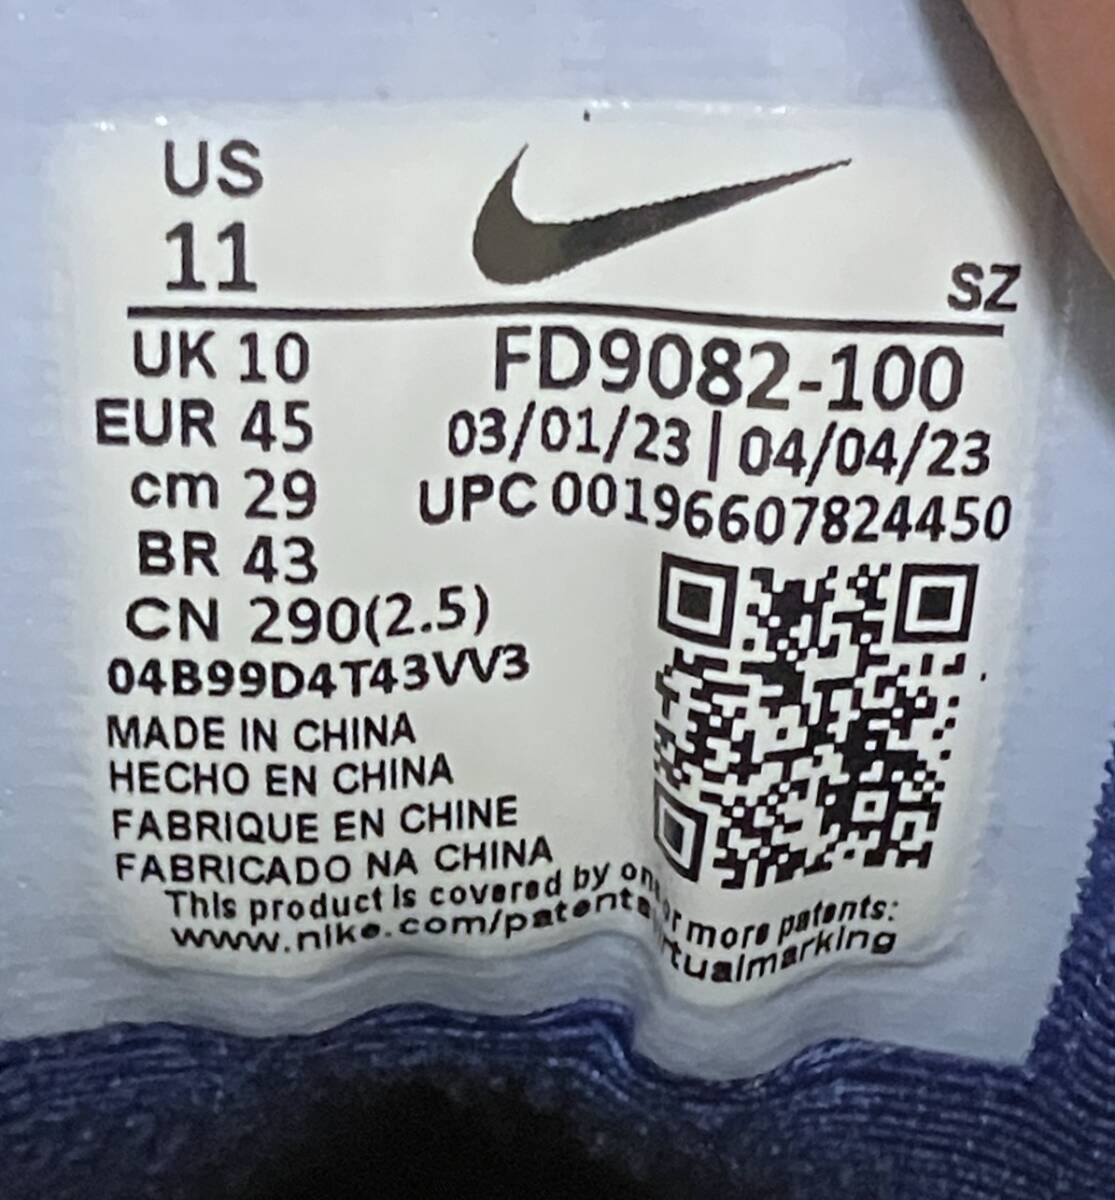 US
11
SZ
UK 10
FD9082-100
EUR 45
03/01/23 | 04/04/23
cm 29
UPC 00196607824450
BR 43
CN 290(2.5)
04B99D4T43VV3
MADE IN CHINA
HECHO EN CHINA
FABRIQUE EN CHINE
FABRICADO NA CHINA
This product is covered by one or more patents:
www.nike.com/patents
rtualmarking